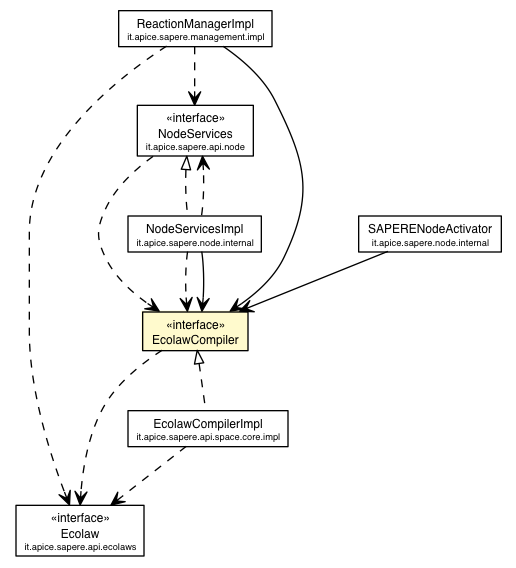 ReactionManagerImpl
it.apice.sapere.management.impl
«interface»
NodeServices
it.apice.sapere.api.node
NodeServicesImpl
it.apice.sapere.node.internal
SAPERENodeActivator
it.apice.sapere.node.internal
«interface»
EcolawCompiler
EcolawCompilerImpl
it.apice.sapere.api.space.core.impl
«interface»
Ecolaw
it.apice.sapere.api.ecolaws